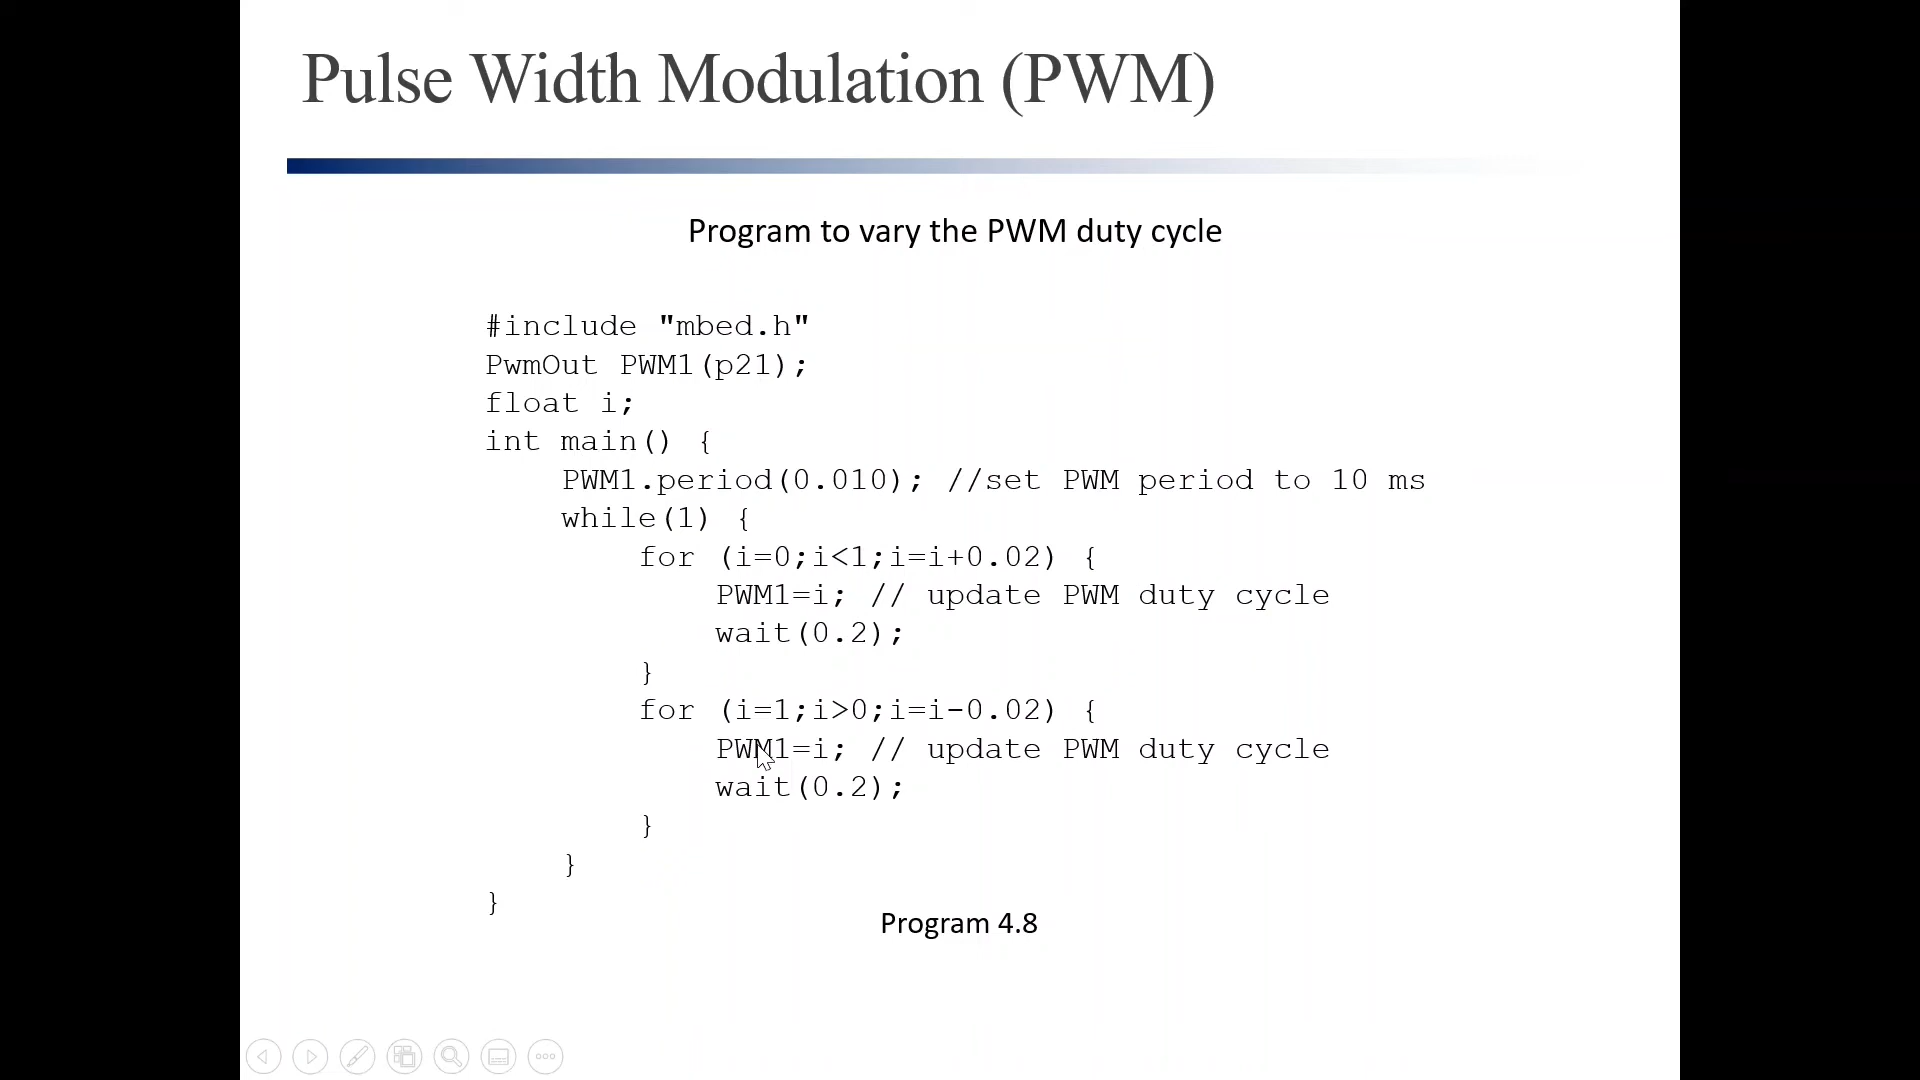 Pulse Width Modulation (PWM)
Program to vary the PWM duty cycle
#include "mbed.h"
PwmOut PWM1(p21);
float i;
int main() {
PWM1.period(0.010); //set PWM period to 10 ms
while(1) {
for (i=0;i<1;i=i+0.02) {
PWM1=i; // update PWM duty cycle
wait(0.2);
}
for (i=1;i>0;i=i-0.02) {
PWM1=i; // update PWM duty cycle
wait(0.2);
}
}
}
Program 4.8